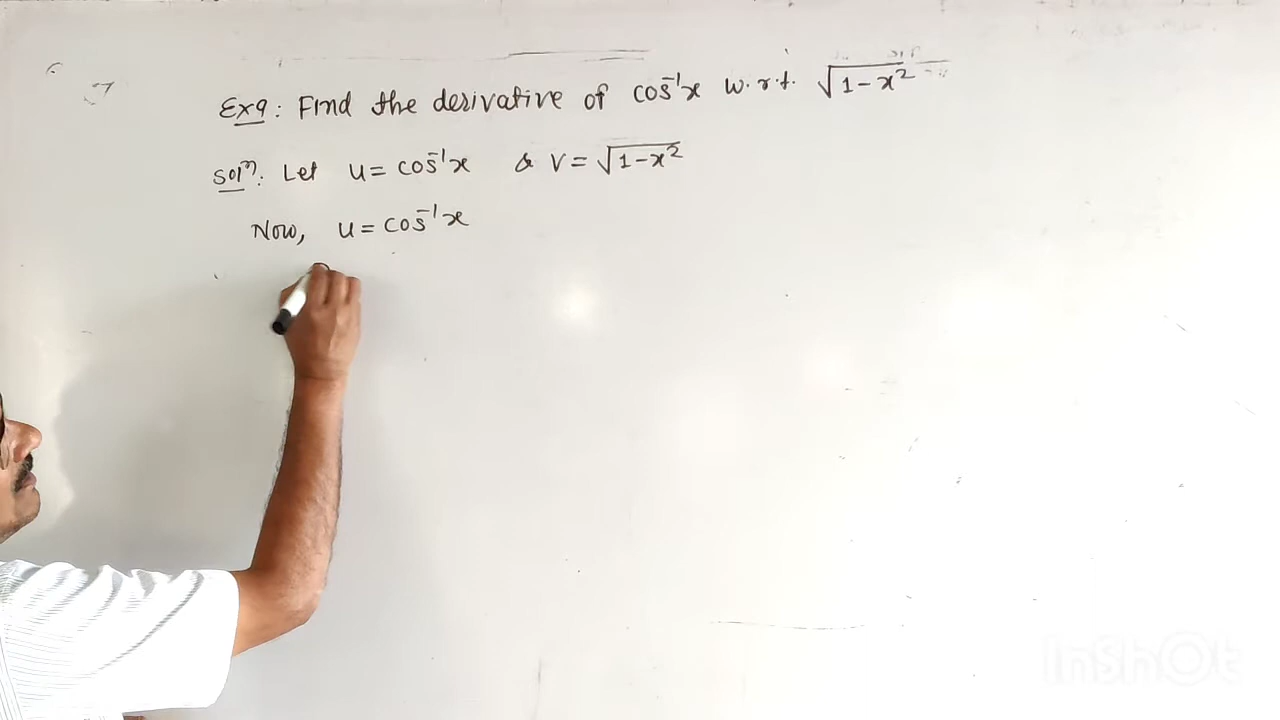 Ex9: Find the derivative of cos⁻¹x w.r.t. √1-x²
Solⁿ: Let u = cos⁻¹x & v = √1-x²
Now, u = cos⁻¹x
InShOt